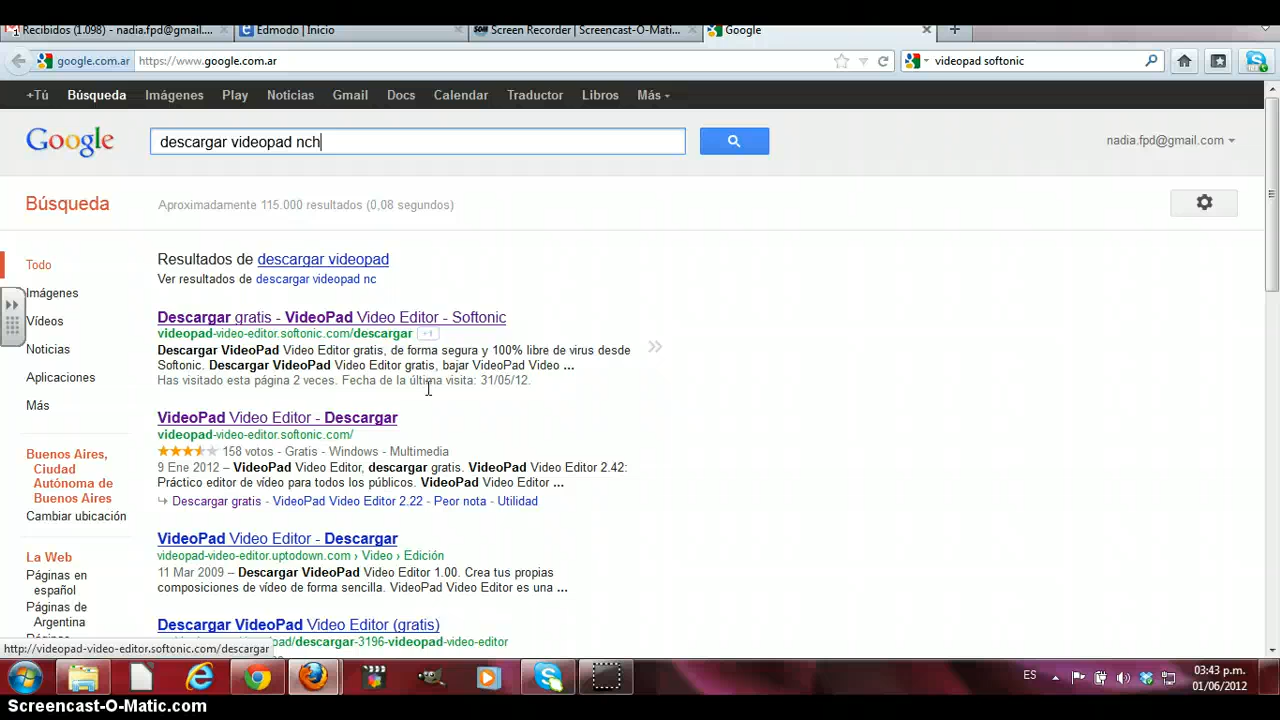 Recibidos (1.098) - nadia.fpd@gmail....
Edmodo | Inicio
Screen Recorder | Screencast-O-Matic...
Google
google.com.ar
https://www.google.com.ar
videopad softonic
+Tú Búsqueda Imágenes Play Noticias Gmail Docs Calendar Traductor Libros Más
Google
descargar videopad nch
nadia.fpd@gmail.com
Búsqueda
Aproximadamente 115.000 resultados (0,08 segundos)
Todo
Imágenes
Vídeos
Noticias
Aplicaciones
Más
Buenos Aires,
Ciudad
Autónoma de
Buenos Aires
Cambiar ubicación
La Web
Páginas en
español
Páginas de
Argentina
Resultados de descargar videopad
Ver resultados de descargar videopad nc
Descargar gratis - VideoPad Video Editor - Softonic
videopad-video-editor.softonic.com/descargar +1
Descargar VideoPad Video Editor gratis, de forma segura y 100% libre de virus desde
Softonic. Descargar VideoPad Video Editor gratis, bajar VideoPad Video ...
Has visitado esta página 2 veces. Fecha de la última visita: 31/05/12.
VideoPad Video Editor - Descargar
videopad-video-editor.softonic.com/
158 votos - Gratis - Windows - Multimedia
9 Ene 2012 – VideoPad Video Editor, descargar gratis. VideoPad Video Editor 2.42:
Práctico editor de vídeo para todos los públicos. VideoPad Video Editor ...
Descargar gratis - VideoPad Video Editor 2.22 - Peor nota - Utilidad
VideoPad Video Editor - Descargar
videopad-video-editor.uptodown.com › Video › Edición
11 Mar 2009 – Descargar VideoPad Video Editor 1.00. Crea tus propias
composiciones de vídeo de forma sencilla. VideoPad Video Editor es una ...
Descargar VideoPad Video Editor (gratis)
/descargar-3196-videopad-video-editor
http://videopad-video-editor.softonic.com/descargar
ES
03:43 p.m.
01/06/2012
Screencast-O-Matic.com